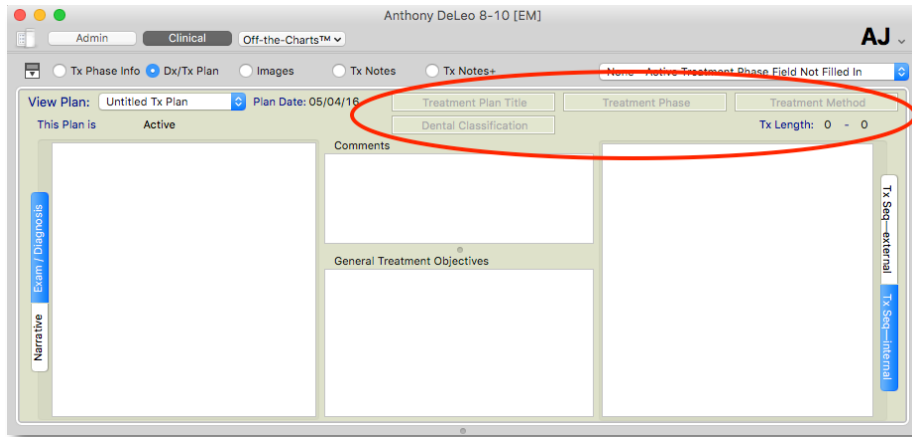 Anthony DeLeo 8-10 [EM]
Admin Clinical Off-the-Charts™ AJ
Tx Phase Info Dx/Tx Plan Images Tx Notes Tx Notes+ None - Active Treatment Phase Field Not Filled In
View Plan: Untitled Tx Plan Plan Date: 05/04/16 Treatment Plan Title Treatment Phase Treatment Method
This Plan is Active Dental Classification Tx Length: 0 - 0
Comments
General Treatment Objectives
Exam / Diagnosis
Narrative
Tx Seq—external
Tx Seq—internal